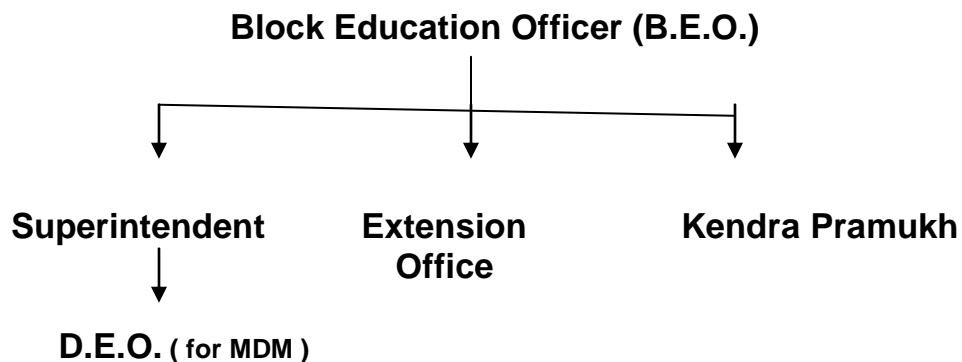 Block Education Officer (B.E.O.)
Superintendent
Extension
Office
Kendra Pramukh
D.E.O. ( for MDM )